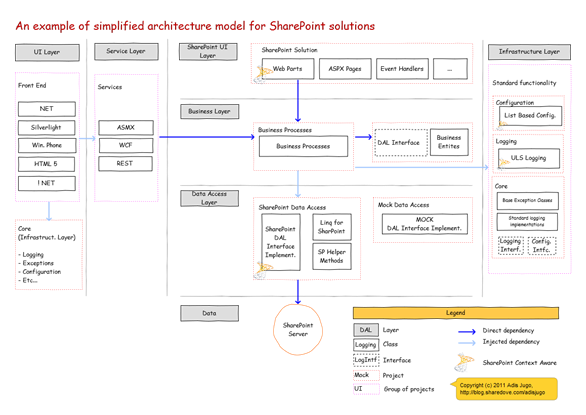 An example of simplified architecture model for SharePoint solutions
UI Layer
Front End
NET
Silverlight
Win. Phone
HTML 5
! NET
Core
(Infrastruct. Layer)
- Logging
- Exceptions
- Configuration
- Etc...
Service Layer
Services
ASMX
WCF
REST
SharePoint UI
Layer
SharePoint Solution
Web Parts
ASPX Pages
Event Handlers
...
Business Layer
Business Processes
Business Processes
DAL Interface
Business
Entites
Data Access
Layer
SharePoint Data Access
SharePoint
DAL
Interface
Implement.
Linq for
SharPoint
SP Helper
Methods
Mock Data Access
MOCK
DAL Interface Implement.
Data
SharePoint
Server
Infrastructure Layer
Standard functionality
Configuration
List Based Config.
Logging
ULS Logging
Core
Base Exception Classes
Standard logging
implementations
Logging
Interf.
Config.
Intfc.
Legend
DAL
Layer
Logging
Class
LogIntf
Interface
Mock
Project
UI
Group of projects
Direct dependency
Injected dependency
SharePoint Context Aware
Copyright (c) 2011 Adis Jugo,
http://blog.sharedove.com/adisjugo